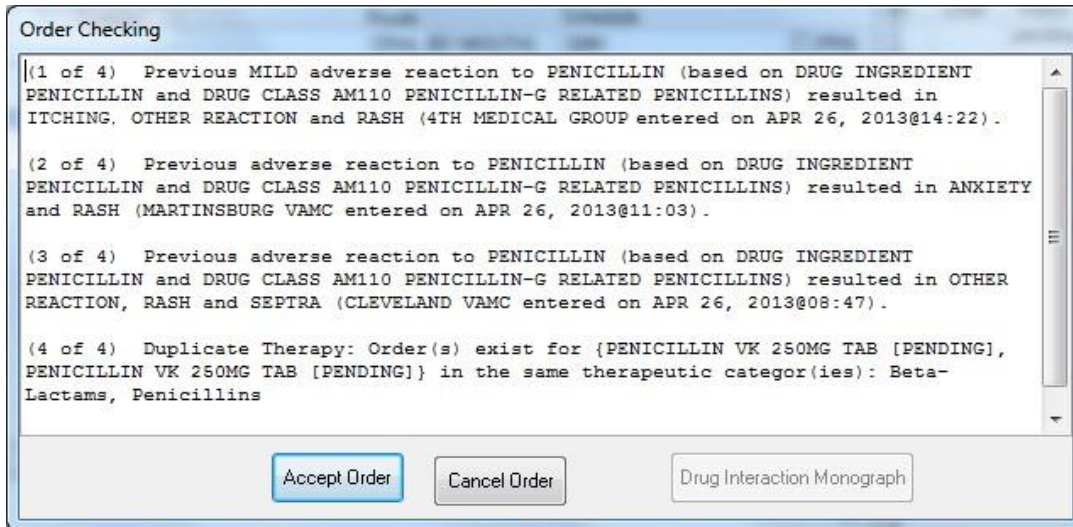 Order Checking
(1 of 4)  Previous MILD adverse reaction to PENICILLIN (based on DRUG INGREDIENT
PENICILLIN and DRUG CLASS AM110 PENICILLIN-G RELATED PENICILLINS) resulted in
ITCHING. OTHER REACTION and RASH (4TH MEDICAL GROUP entered on APR 26, 2013@14:22).
(2 of 4)  Previous adverse reaction to PENICILLIN (based on DRUG INGREDIENT
PENICILLIN and DRUG CLASS AM110 PENICILLIN-G RELATED PENICILLINS) resulted in ANXIETY
and RASH (MARTINSBURG VAMC entered on APR 26, 2013@11:03).
(3 of 4)  Previous adverse reaction to PENICILLIN (based on DRUG INGREDIENT
PENICILLIN and DRUG CLASS AM110 PENICILLIN-G RELATED PENICILLINS) resulted in OTHER
REACTION, RASH and SEPTRA (CLEVELAND VAMC entered on APR 26, 2013@08:47).
(4 of 4)  Duplicate Therapy: Order(s) exist for {PENICILLIN VK 250MG TAB [PENDING],
PENICILLIN VK 250MG TAB [PENDING]} in the same therapeutic categor(ies): Beta-
Lactams, Penicillins
Accept Order
Cancel Order
Drug Interaction Monograph